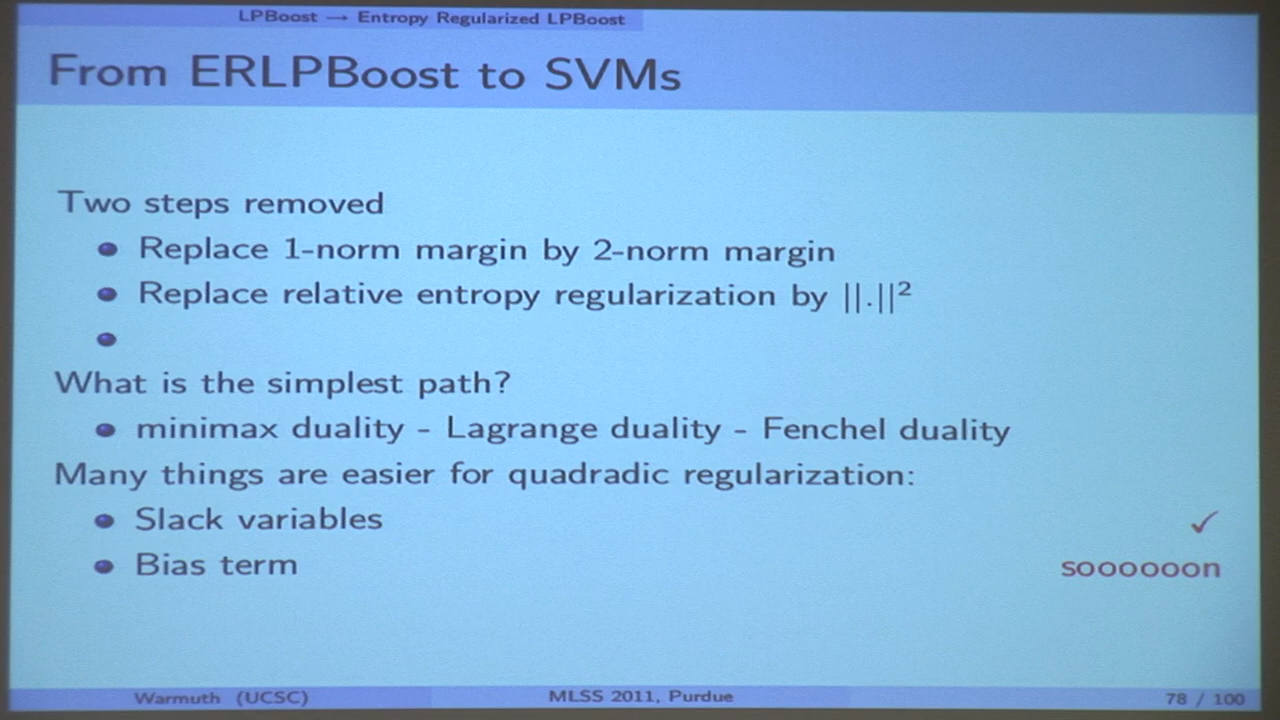 LPBoost → Entropy Regularized LPBoost
From ERLPBoost to SVMs
Two steps removed
Replace 1-norm margin by 2-norm margin
Replace relative entropy regularization by ||.||²
What is the simplest path?
minimax duality - Lagrange duality - Fenchel duality
Many things are easier for quadradic regularization:
Slack variables ✓
Bias term soooooon
Warmuth (UCSC) MLSS 2011, Purdue 78 / 100